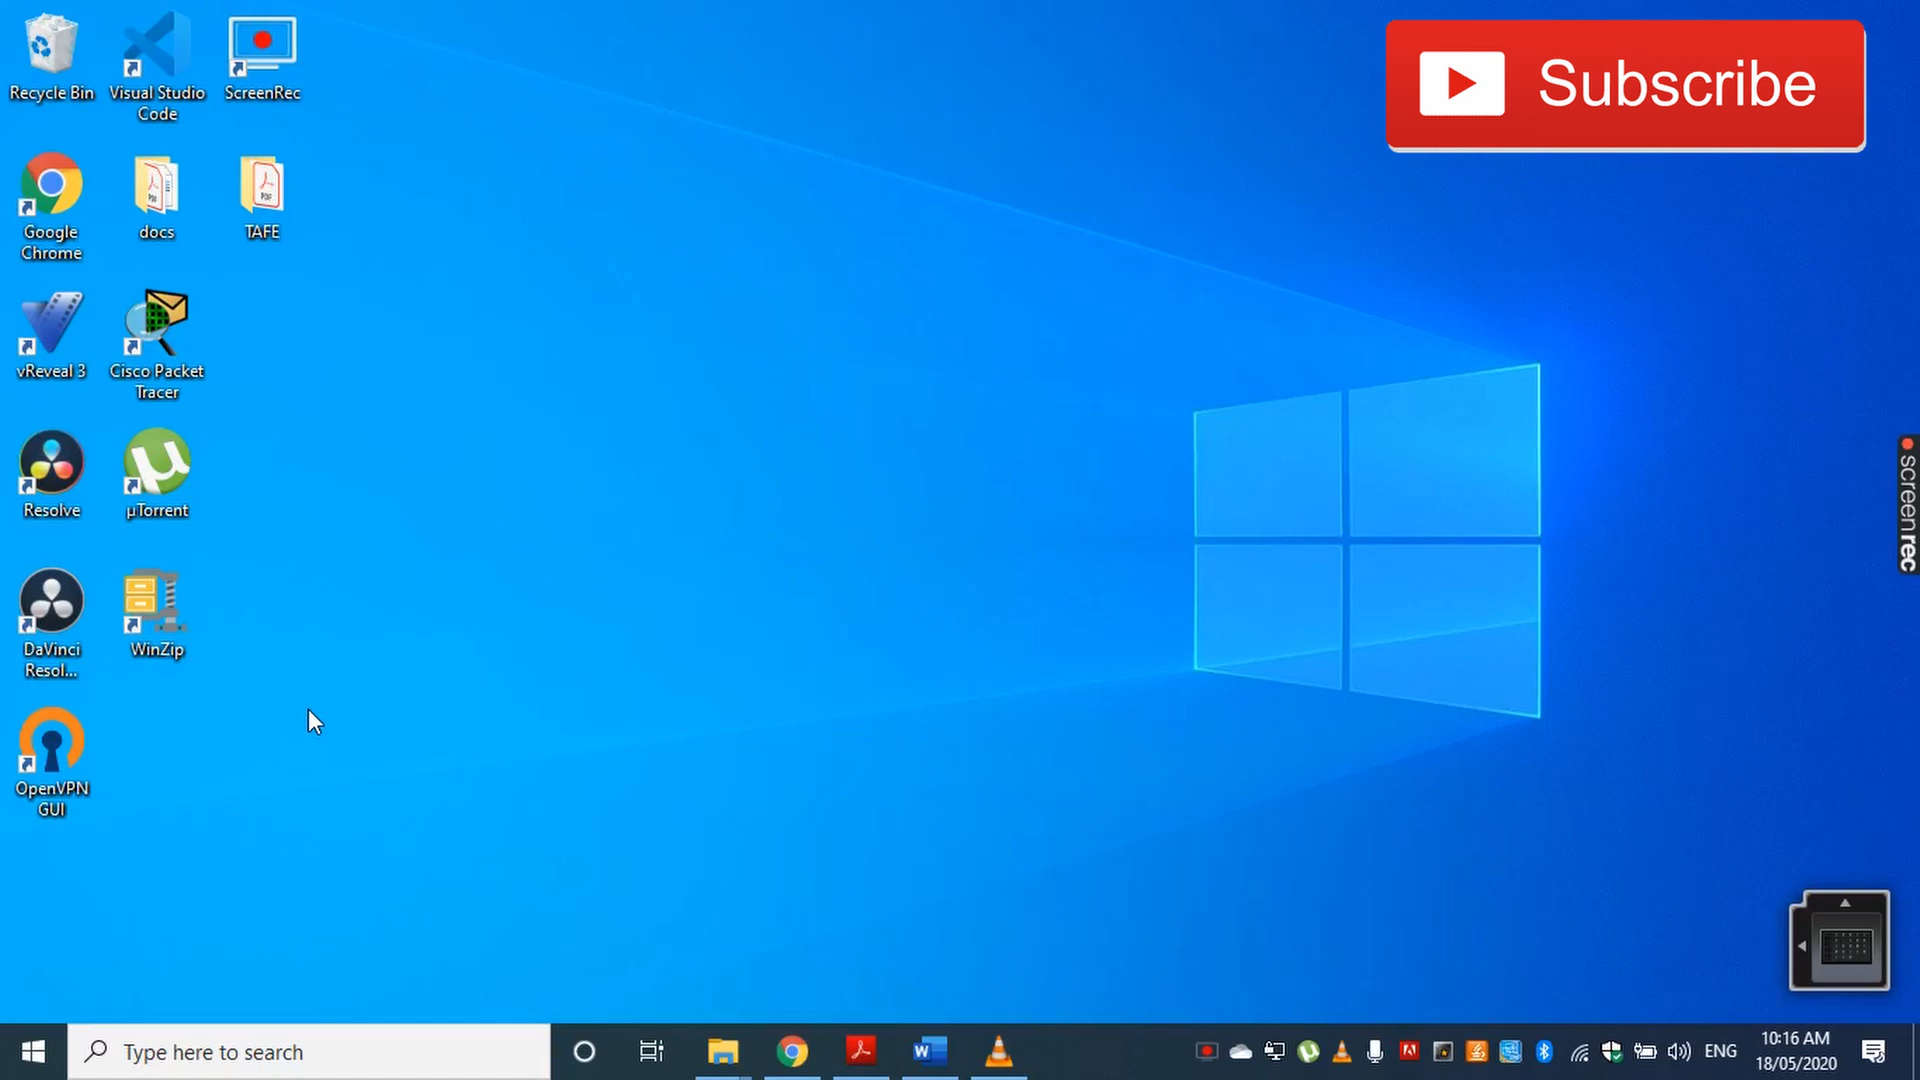 Recycle Bin
Visual Studio
Code
ScreenRec
Subscribe
Google
Chrome
docs
TAFE
vReveal 3
Cisco Packet
Tracer
Resolve
µTorrent
screenrec
DaVinci
Resol...
WinZip
OpenVPN
GUI
Type here to search
ENG
10:16 AM
18/05/2020